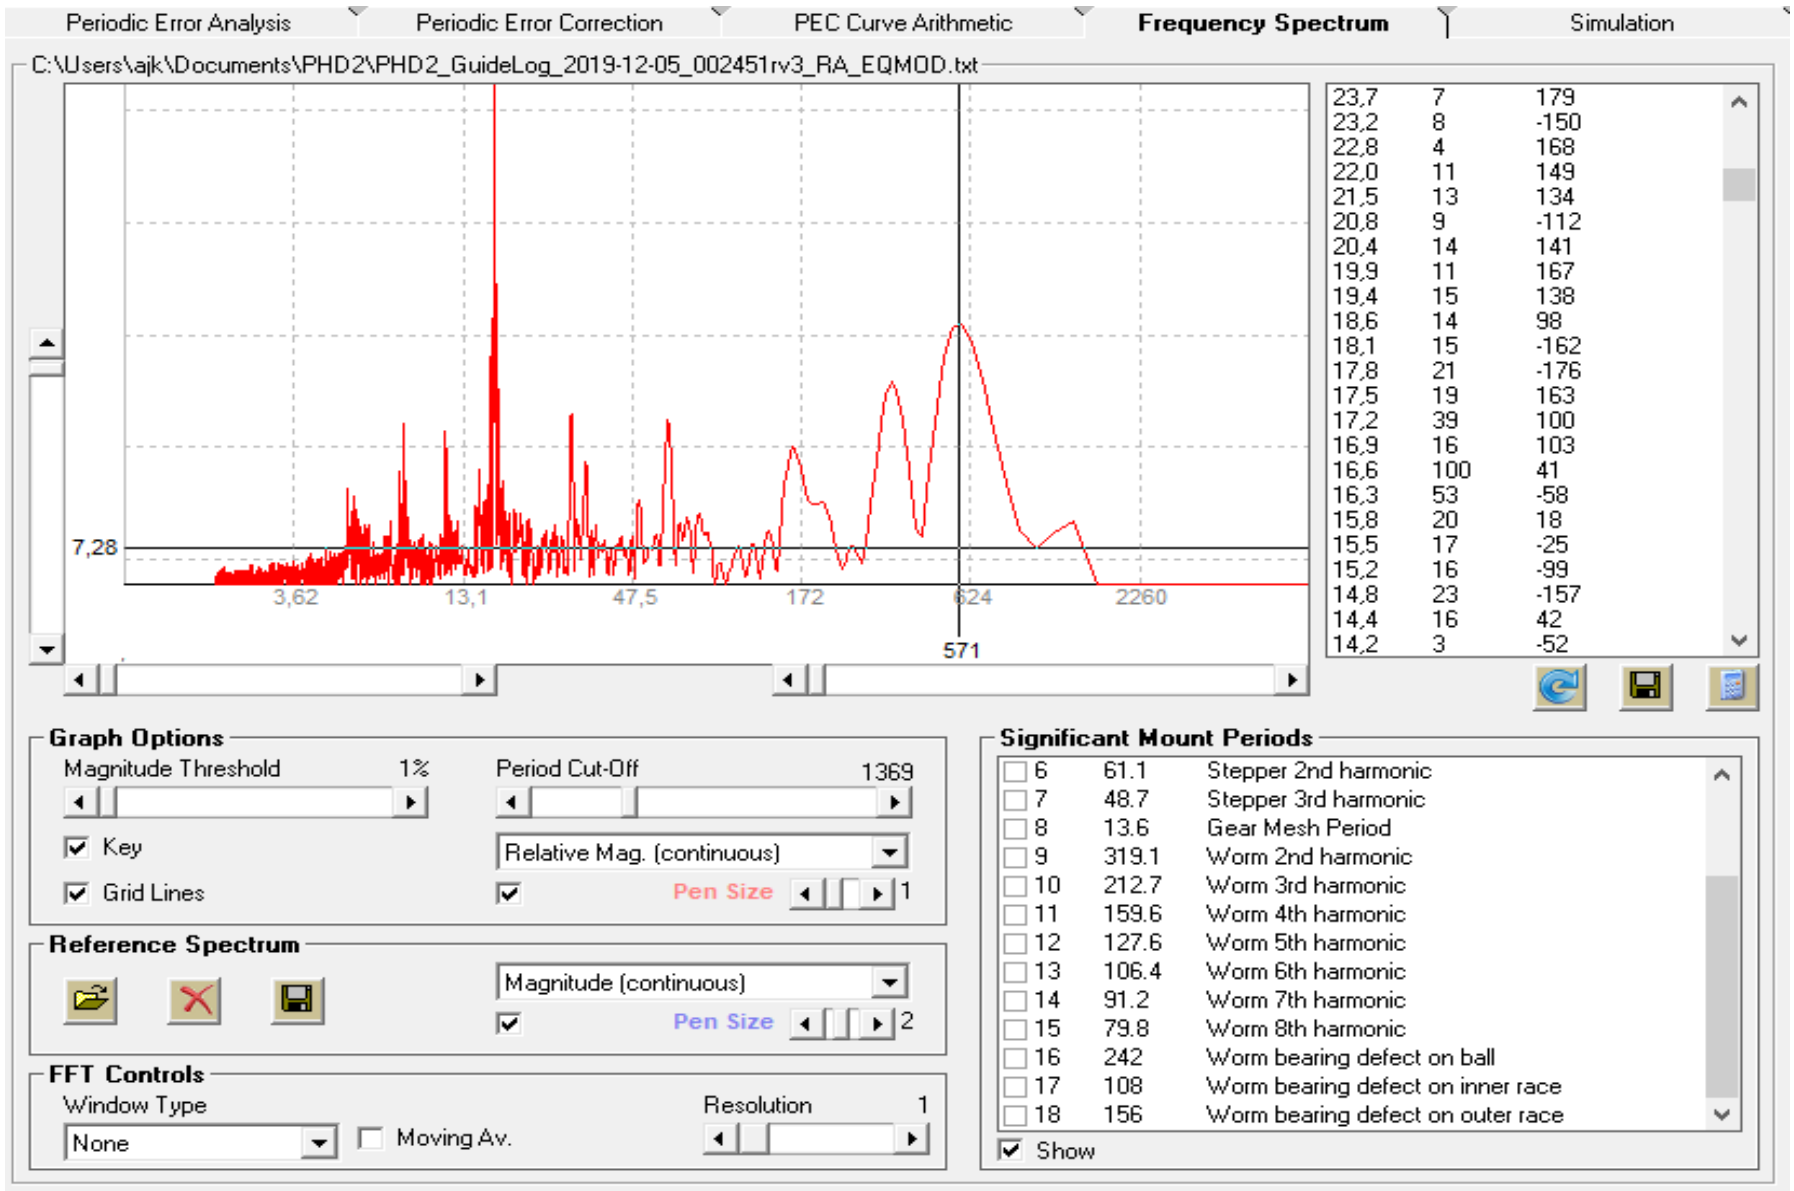 Periodic Error Analysis Periodic Error Correction PEC Curve Arithmetic Frequency Spectrum Simulation
C:\Users\ajk\Documents\PHD2\PHD2_GuideLog_2019-12-05_002451rv3_RA_EQMOD.txt
7,28
3,62 13,1 47,5 172 624 2260
571
23,7 7 179
23,2 8 -150
22,8 4 168
22,0 11 149
21,5 13 134
20,8 9 -112
20,4 14 141
19,9 11 167
19,4 15 138
18,6 14 98
18,1 15 -162
17,8 21 -176
17,5 19 163
17,2 39 100
16,9 16 103
16,6 100 41
16,3 53 -58
15,8 20 18
15,5 17 -25
15,2 16 -99
14,8 23 -157
14,4 16 42
14,2 3 -52
Graph Options
Magnitude Threshold 1% Period Cut-Off 1369
Key
Relative Mag. (continuous)
Grid Lines
Pen Size 1
Reference Spectrum
Magnitude (continuous)
Pen Size 2
FFT Controls
Window Type Resolution 1
None Moving Av.
Significant Mount Periods
6 61.1 Stepper 2nd harmonic
7 48.7 Stepper 3rd harmonic
8 13.6 Gear Mesh Period
9 319.1 Worm 2nd harmonic
10 212.7 Worm 3rd harmonic
11 159.6 Worm 4th harmonic
12 127.6 Worm 5th harmonic
13 106.4 Worm 6th harmonic
14 91.2 Worm 7th harmonic
15 79.8 Worm 8th harmonic
16 242 Worm bearing defect on ball
17 108 Worm bearing defect on inner race
18 156 Worm bearing defect on outer race
Show